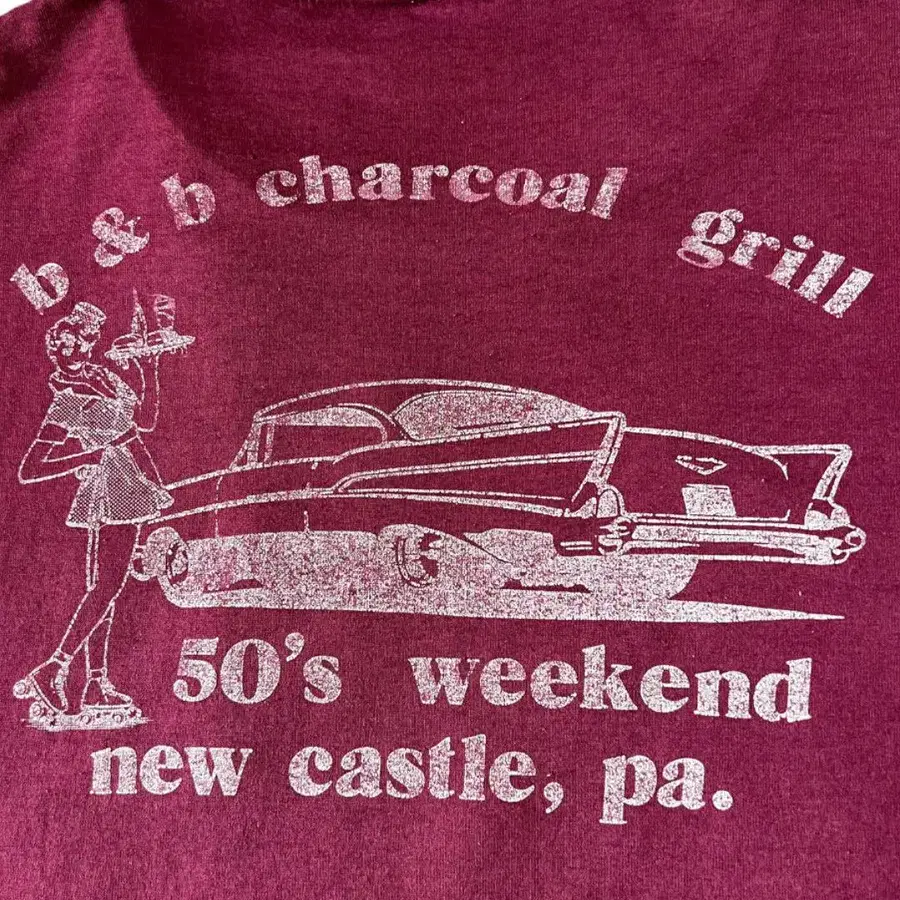 b & b charcoal grill
50's weekend
new castle, pa.